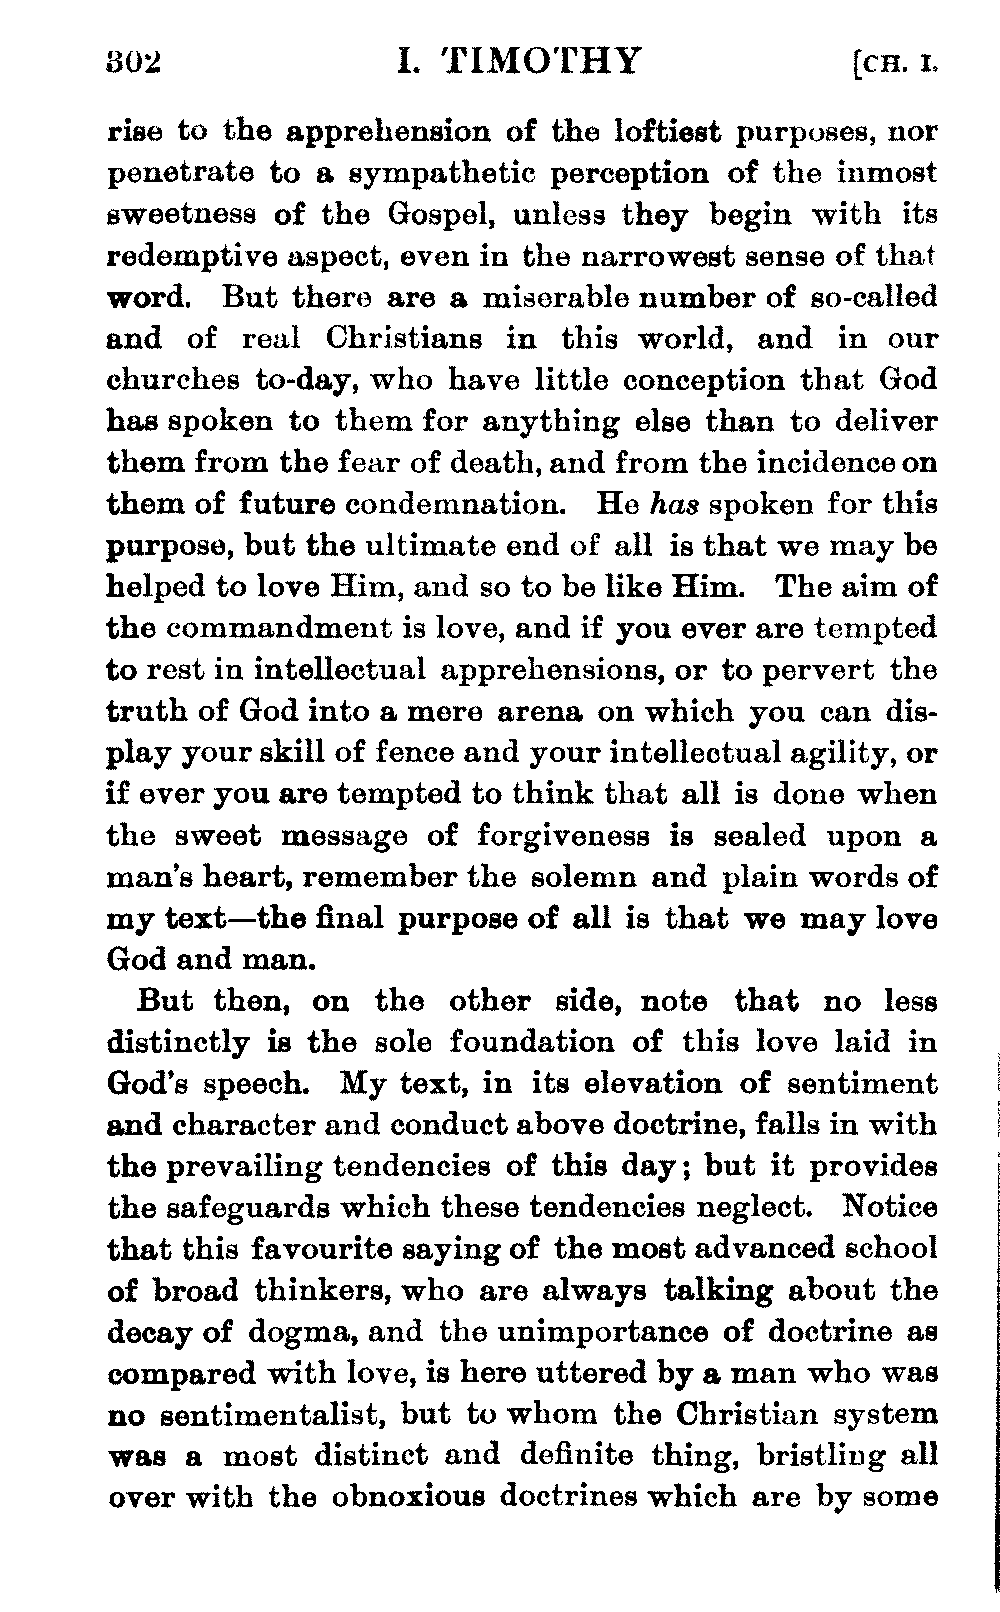 302 I. TIMOTHY [CH. I.
rise to the apprehension of the loftiest purposes, nor
penetrate to a sympathetic perception of the inmost
sweetness of the Gospel, unless they begin with its
redemptive aspect, even in the narrowest sense of that
word. But there are a miserable number of so-called
and of real Christians in this world, and in our
churches to-day, who have little conception that God
has spoken to them for anything else than to deliver
them from the fear of death, and from the incidence on
them of future condemnation. He has spoken for this
purpose, but the ultimate end of all is that we may be
helped to love Him, and so to be like Him. The aim of
the commandment is love, and if you ever are tempted
to rest in intellectual apprehensions, or to pervert the
truth of God into a mere arena on which you can dis-
play your skill of fence and your intellectual agility, or
if ever you are tempted to think that all is done when
the sweet message of forgiveness is sealed upon a
man's heart, remember the solemn and plain words of
my text—the final purpose of all is that we may love
God and man.
But then, on the other side, note that no less
distinctly is the sole foundation of this love laid in
God's speech. My text, in its elevation of sentiment
and character and conduct above doctrine, falls in with
the prevailing tendencies of this day; but it provides
the safeguards which these tendencies neglect. Notice
that this favourite saying of the most advanced school
of broad thinkers, who are always talking about the
decay of dogma, and the unimportance of doctrine as
compared with love, is here uttered by a man who was
no sentimentalist, but to whom the Christian system
was a most distinct and definite thing, bristling all
over with the obnoxious doctrines which are by some